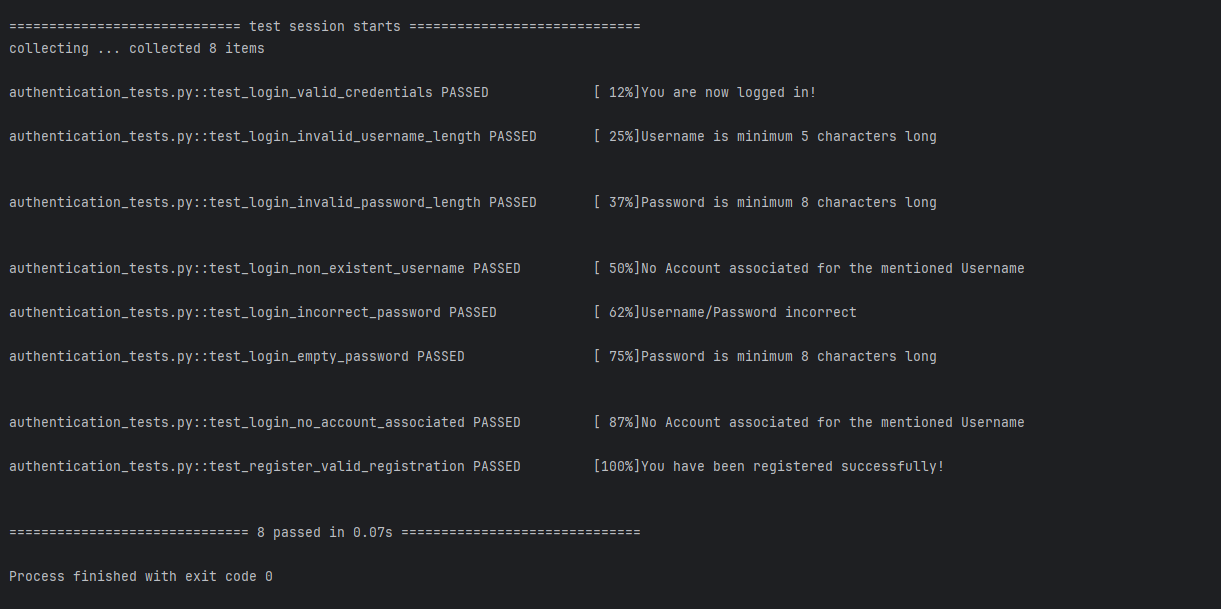 ============================= test session starts =============================
collecting ... collected 8 items
authentication_tests.py::test_login_valid_credentials PASSED             [ 12%]You are now logged in!
authentication_tests.py::test_login_invalid_username_length PASSED       [ 25%]Username is minimum 5 characters long
authentication_tests.py::test_login_invalid_password_length PASSED       [ 37%]Password is minimum 8 characters long
authentication_tests.py::test_login_non_existent_username PASSED         [ 50%]No Account associated for the mentioned Username
authentication_tests.py::test_login_incorrect_password PASSED            [ 62%]Username/Password incorrect
authentication_tests.py::test_login_empty_password PASSED                [ 75%]Password is minimum 8 characters long
authentication_tests.py::test_login_no_account_associated PASSED         [ 87%]No Account associated for the mentioned Username
authentication_tests.py::test_register_valid_registration PASSED         [100%]You have been registered successfully!
============================== 8 passed in 0.07s ==============================
Process finished with exit code 0